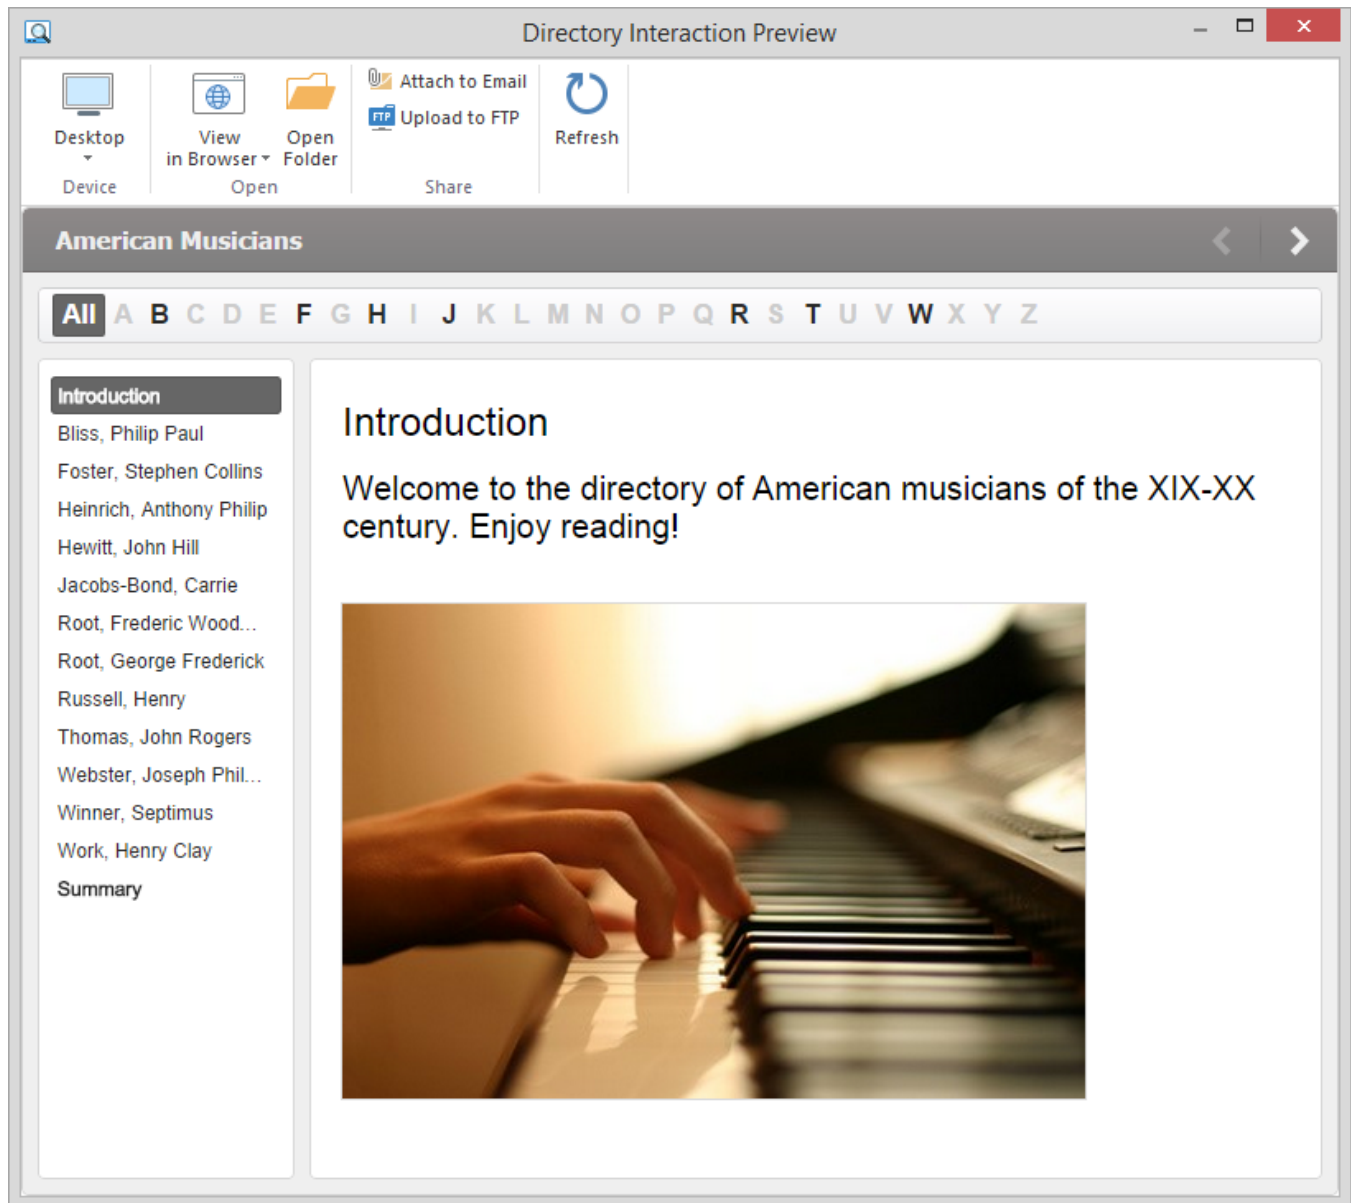 Directory Interaction Preview
Desktop
View
in Browser
Open
Folder
Attach to Email
FTP
Upload to FTP
Refresh
Device
Open
Share
American Musicians
All A B C D E F G H I J K L M N O P Q R S T U V W X Y Z
Introduction
Bliss, Philip Paul
Foster, Stephen Collins
Heinrich, Anthony Philip
Hewitt, John Hill
Jacobs-Bond, Carrie
Root, Frederic Wood...
Root, George Frederick
Russell, Henry
Thomas, John Rogers
Webster, Joseph Phil...
Winner, Septimus
Work, Henry Clay
Summary
Introduction
Welcome to the directory of American musicians of the XIX-XX
century. Enjoy reading!